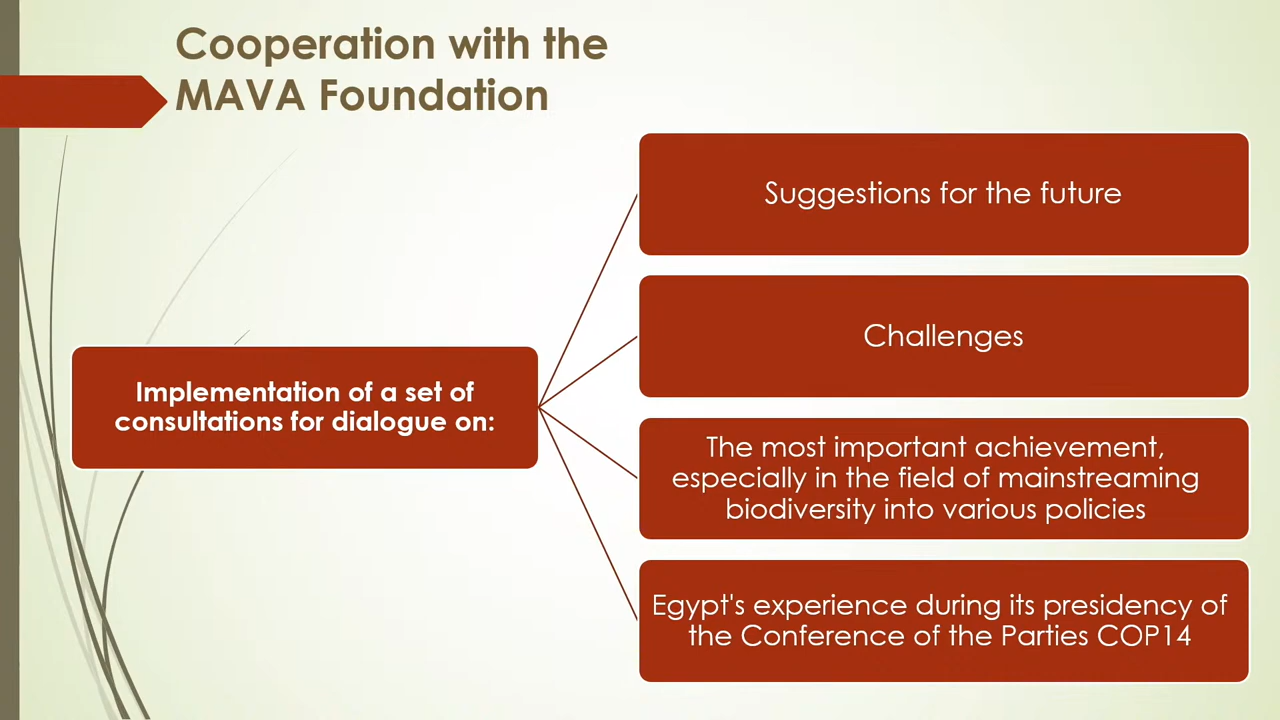 Cooperation with the
MAVA Foundation
Implementation of a set of
consultations for dialogue on:
Suggestions for the future
Challenges
The most important achievement,
especially in the field of mainstreaming
biodiversity into various policies
Egypt's experience during its presidency of
the Conference of the Parties COP14